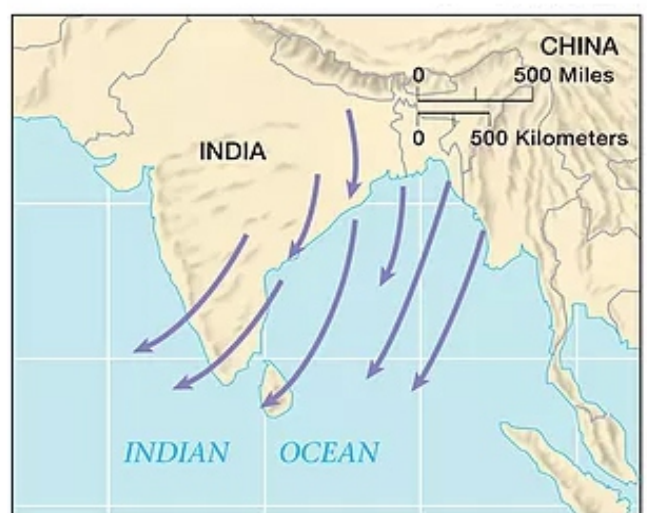 CHINA
0 500 Miles
0 500 Kilometers
INDIA
INDIAN OCEAN